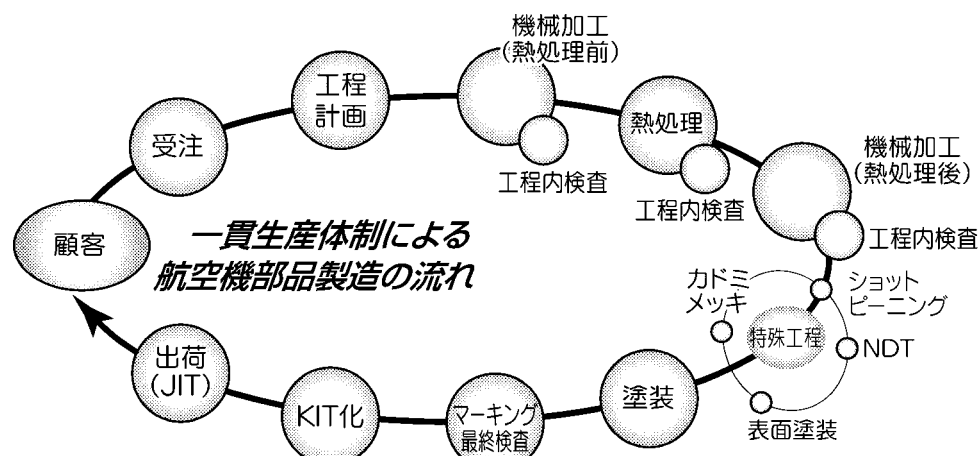 一貫生産体制による
航空機部品製造の流れ
顧客
受注
工程
計画
機械加工
(熱処理前)
工程内検査
熱処理
工程内検査
機械加工
(熱処理後)
工程内検査
特殊工程
ショット
ピーニング
NDT
表面塗装
カドミ
メッキ
塗装
マーキング
最終検査
KIT化
出荷
(JIT)